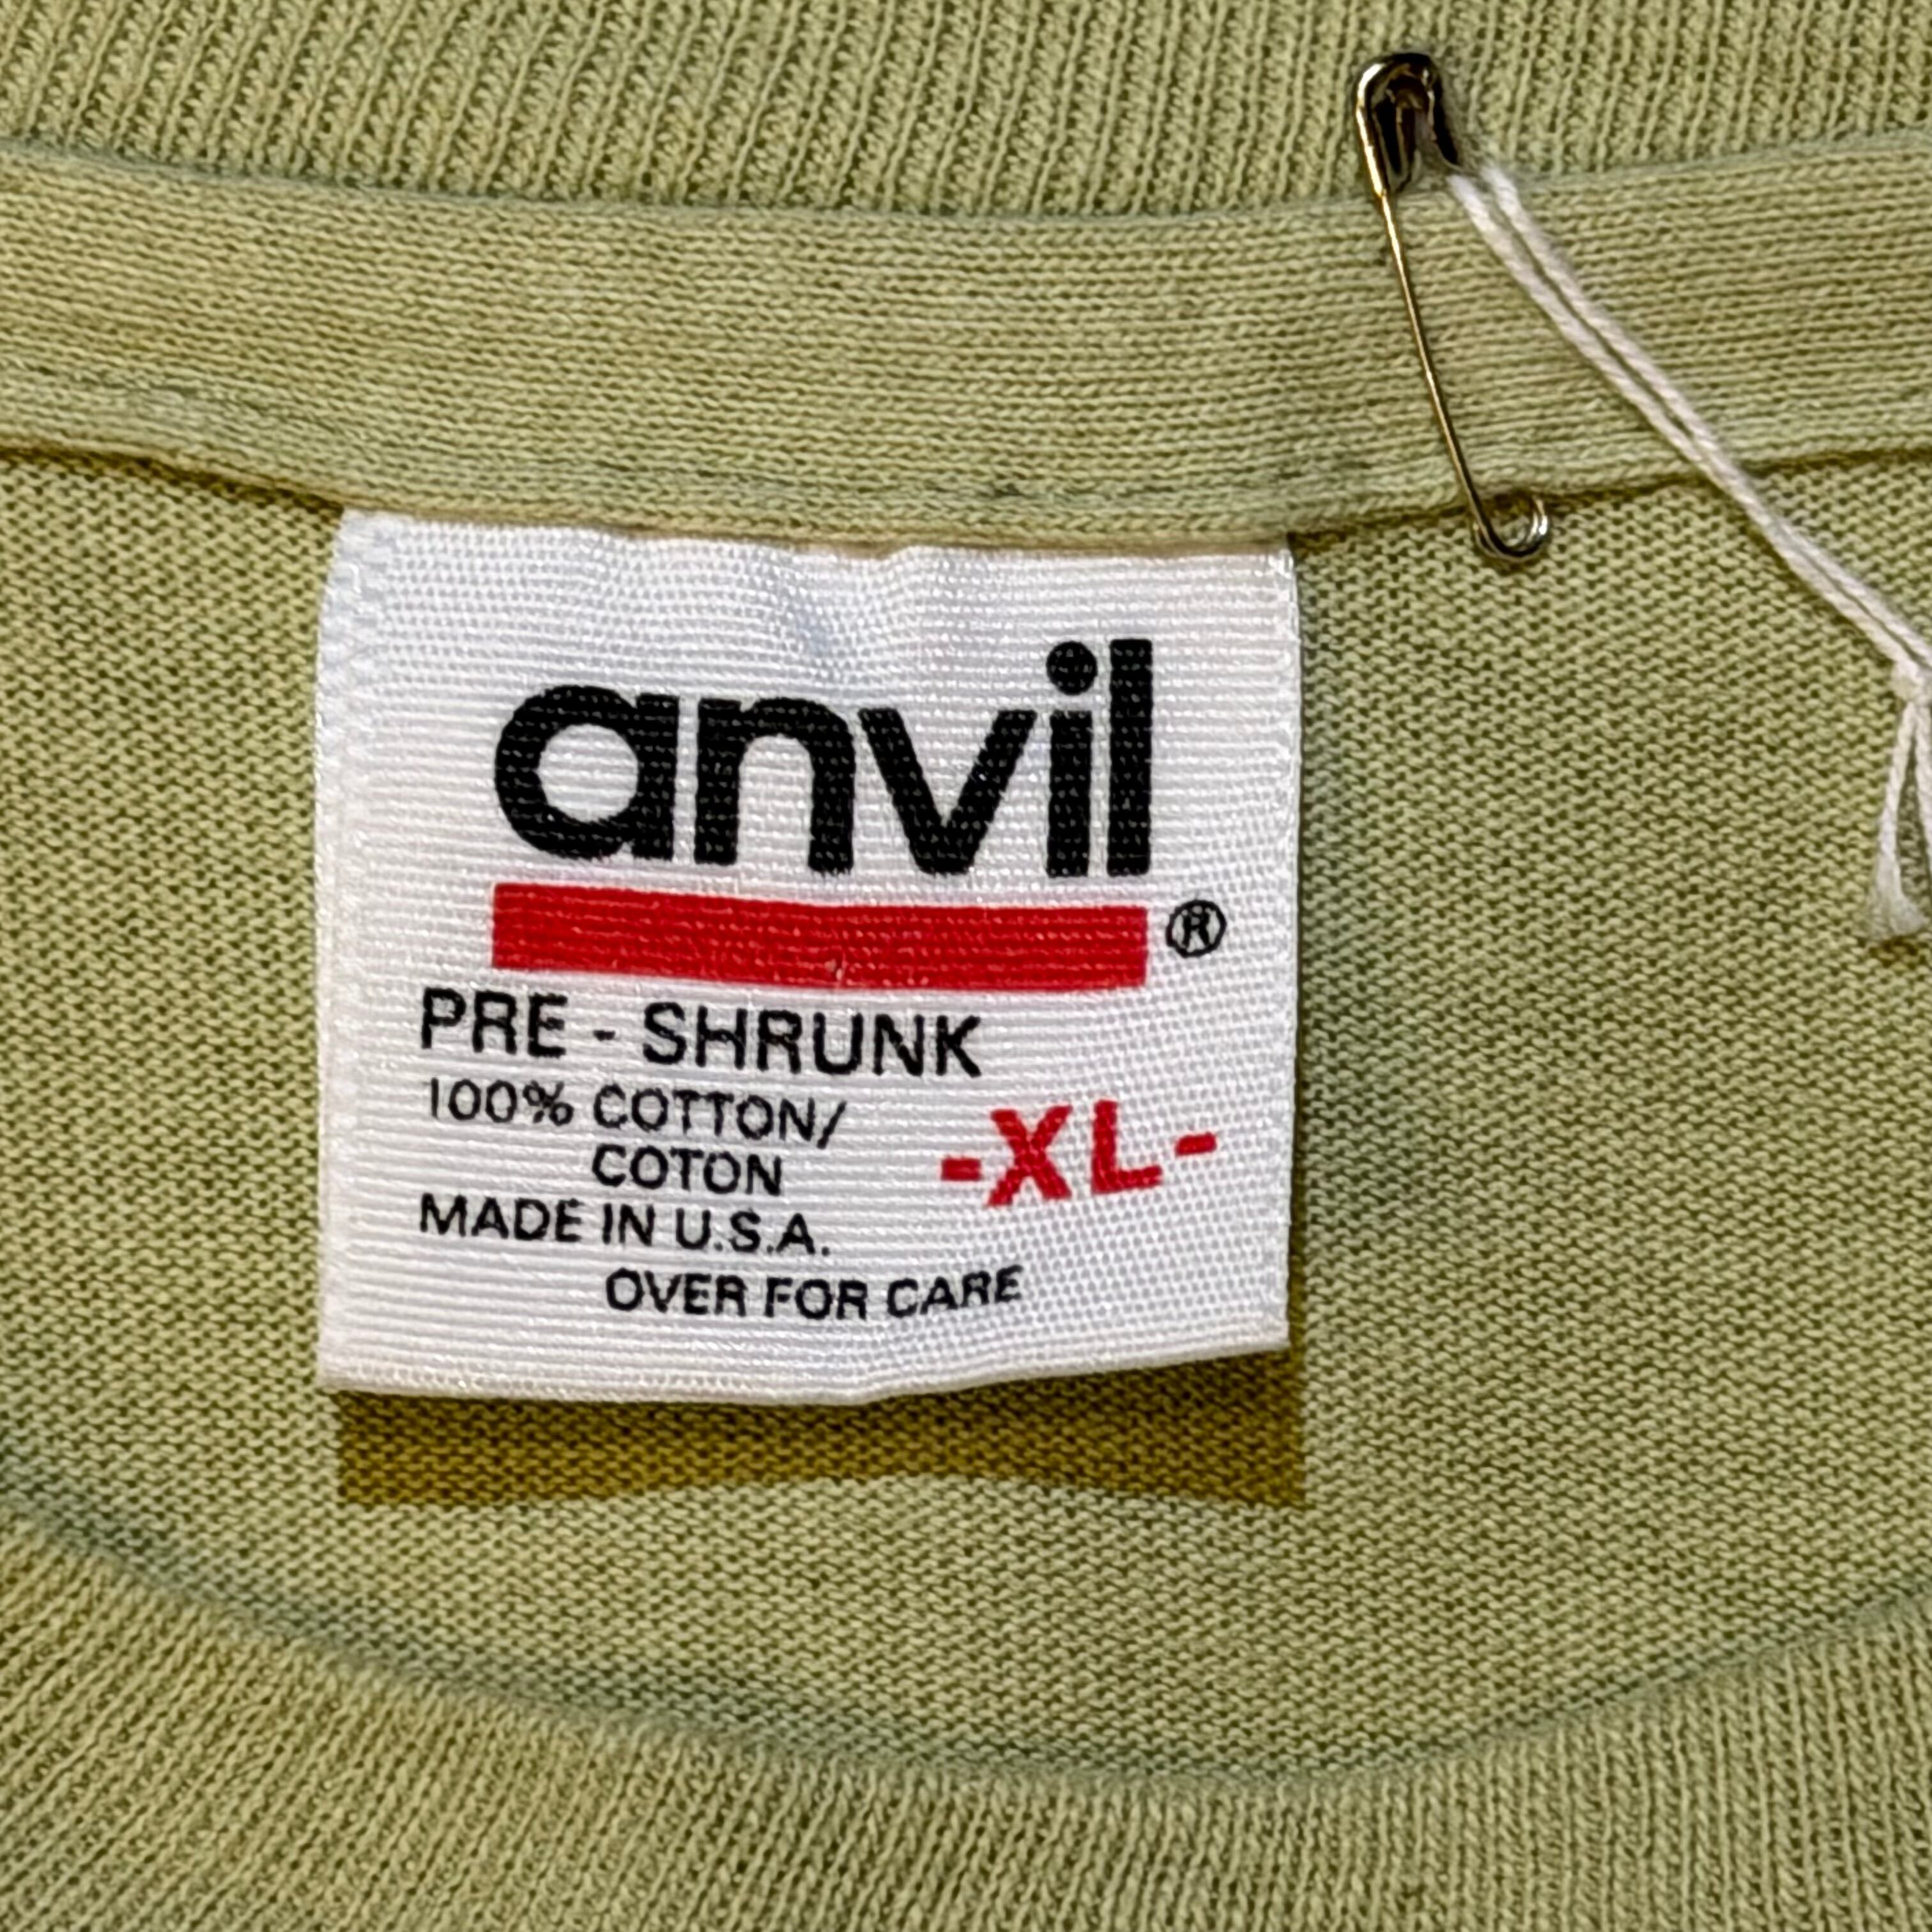 anvil®
PRE - SHRUNK
100% COTTON/
COTON
-XL-
MADE IN U.S.A.
OVER FOR CARE